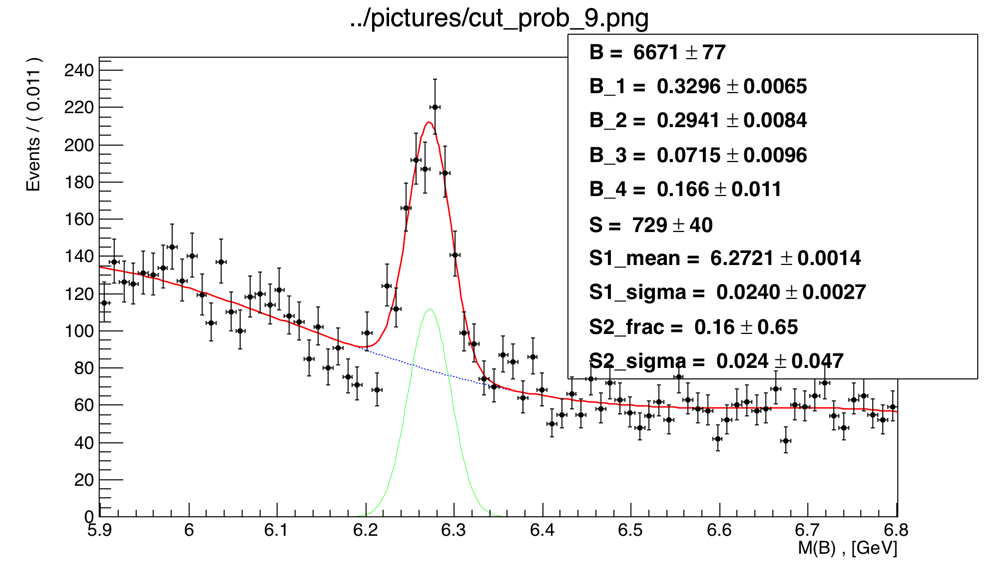 ../pictures/cut_prob_9.png
Events / ( 0.011 )
240
220
200
180
160
140
120
100
80
60
40
20
0
5.9 6 6.1 6.2 6.3 6.4 6.5 6.6 6.7 6.8
M(B) , [GeV]
B = 6671 ± 77
B_1 = 0.3296 ± 0.0065
B_2 = 0.2941 ± 0.0084
B_3 = 0.0715 ± 0.0096
B_4 = 0.166 ± 0.011
S = 729 ± 40
S1_mean = 6.2721 ± 0.0014
S1_sigma = 0.0240 ± 0.0027
S2_frac = 0.16 ± 0.65
S2_sigma = 0.024 ± 0.047